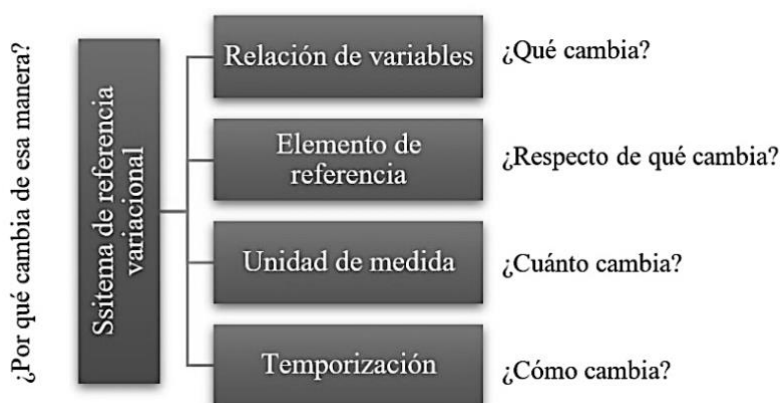 ¿Por qué cambia de esa manera?
Ssitema de referencia
variacional
Relación de variables
¿Qué cambia?
Elemento de
referencia
¿Respecto de qué cambia?
Unidad de medida
¿Cuánto cambia?
Temporización
¿Cómo cambia?